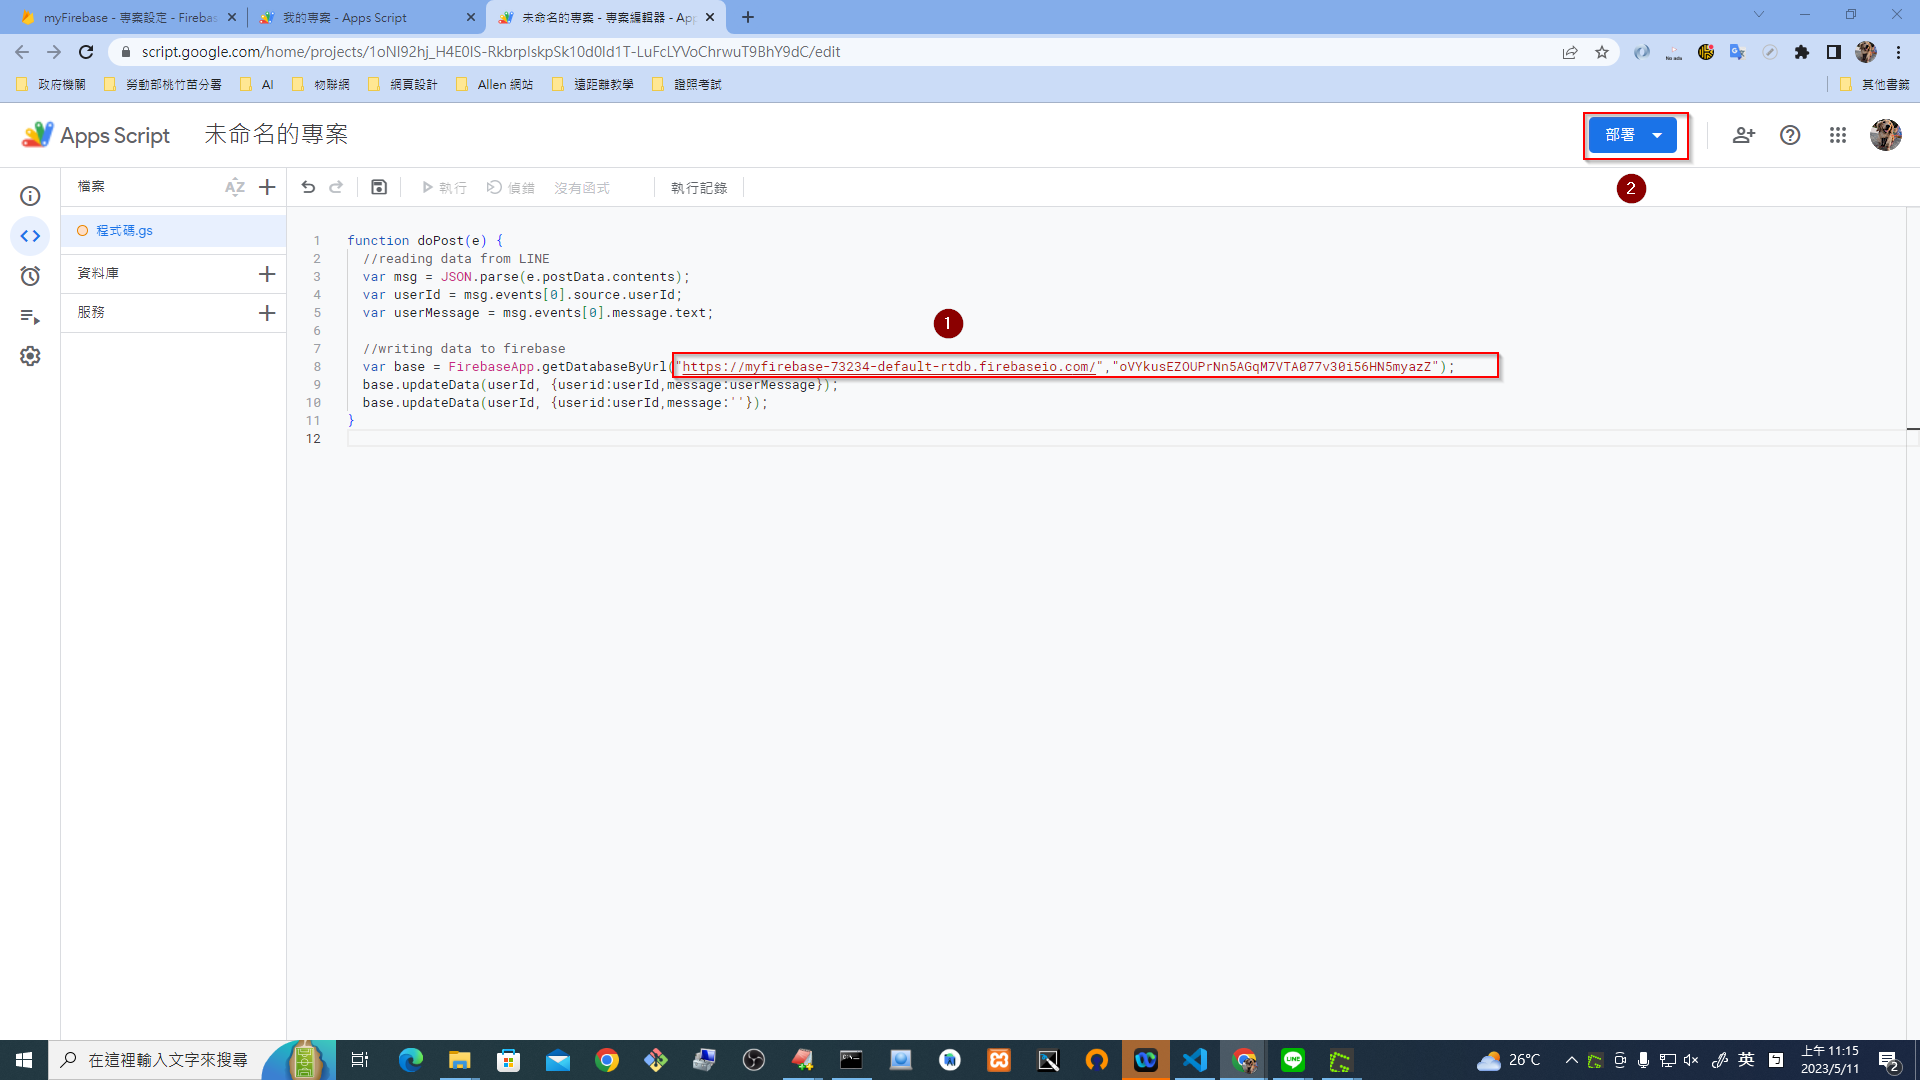 myFirebase - 專案設定 - Firebas
我的專案 - Apps Script
未命名的專案 - 專案編輯器 - App
script.google.com/home/projects/1oNI92hj_H4E0IS-RkbrpIskpSk10d0Id1T-LuFcLYVoChrwuT9BhY9dC/edit
No ads
政府機關
勞動部桃竹苗分署
AI
物聯網
網頁設計
Allen 網站
遠距離教學
證照考試
其他書籤
Apps Script
未命名的專案
部署
2
檔案
AZ
執行
偵錯
沒有函式
執行記錄
程式碼.gs
資料庫
服務
1
1 function doPost(e) {
2 //reading data from LINE
3 var msg = JSON.parse(e.postData.contents);
4 var userId = msg.events[0].source.userId;
5 var userMessage = msg.events[0].message.text;
6
7 //writing data to firebase
8 var base = FirebaseApp.getDatabaseByUrl("https://myfirebase-73234-default-rtdb.firebaseio.com/","oVYkusEZOUPrNn5AGqM7VTA077v30i56HN5myazZ");
9 base.updateData(userId, {userid:userId,message:userMessage});
10 base.updateData(userId, {userid:userId,message:''});
11 }
12
在這裡輸入文字來搜尋
LINE
26°C
英
上午 11:15
2023/5/11
2